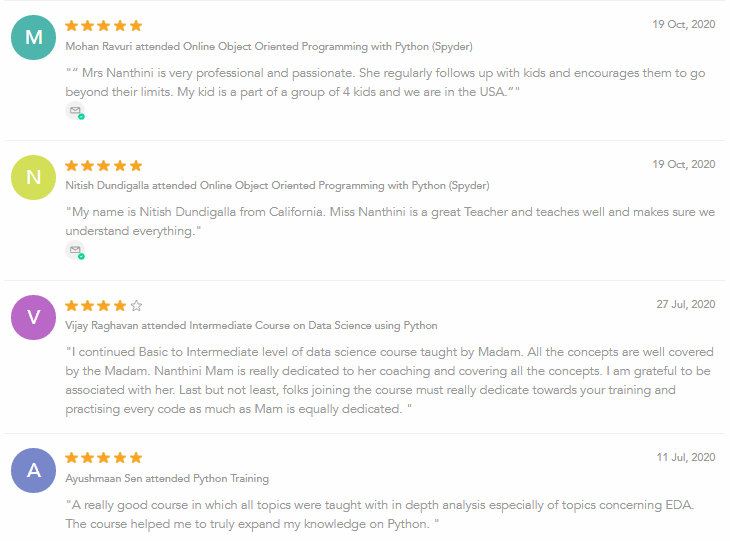 M
19 Oct, 2020
Mohan Ravuri attended Online Object Oriented Programming with Python (Spyder)
"“ Mrs Nanthini is very professional and passionate. She regularly follows up with kids and encourages them to go
beyond their limits. My kid is a part of a group of 4 kids and we are in the USA.”"
N
19 Oct, 2020
Nitish Dundigalla attended Online Object Oriented Programming with Python (Spyder)
"My name is Nitish Dundigalla from California. Miss Nanthini is a great Teacher and teaches well and makes sure we
understand everything."
V
27 Jul, 2020
Vijay Raghavan attended Intermediate Course on Data Science using Python
"I continued Basic to Intermediate level of data science course taught by Madam. All the concepts are well covered
by the Madam. Nanthini Mam is really dedicated to her coaching and covering all the concepts. I am grateful to be
associated with her. Last but not least, folks joining the course must really dedicate towards your training and
practising every code as much as Mam is equally dedicated. "
A
11 Jul, 2020
Ayushmaan Sen attended Python Training
"A really good course in which all topics were taught with in depth analysis especially of topics concerning EDA.
The course helped me to truly expand my knowledge on Python. "